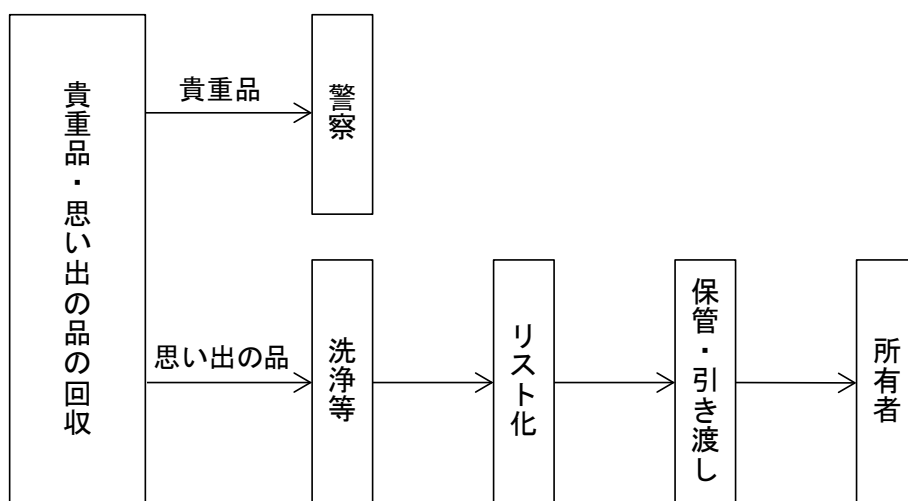 貴重品・思い出の品の回収
貴重品
警察
思い出の品
洗浄等
リスト化
保管・引き渡し
所有者